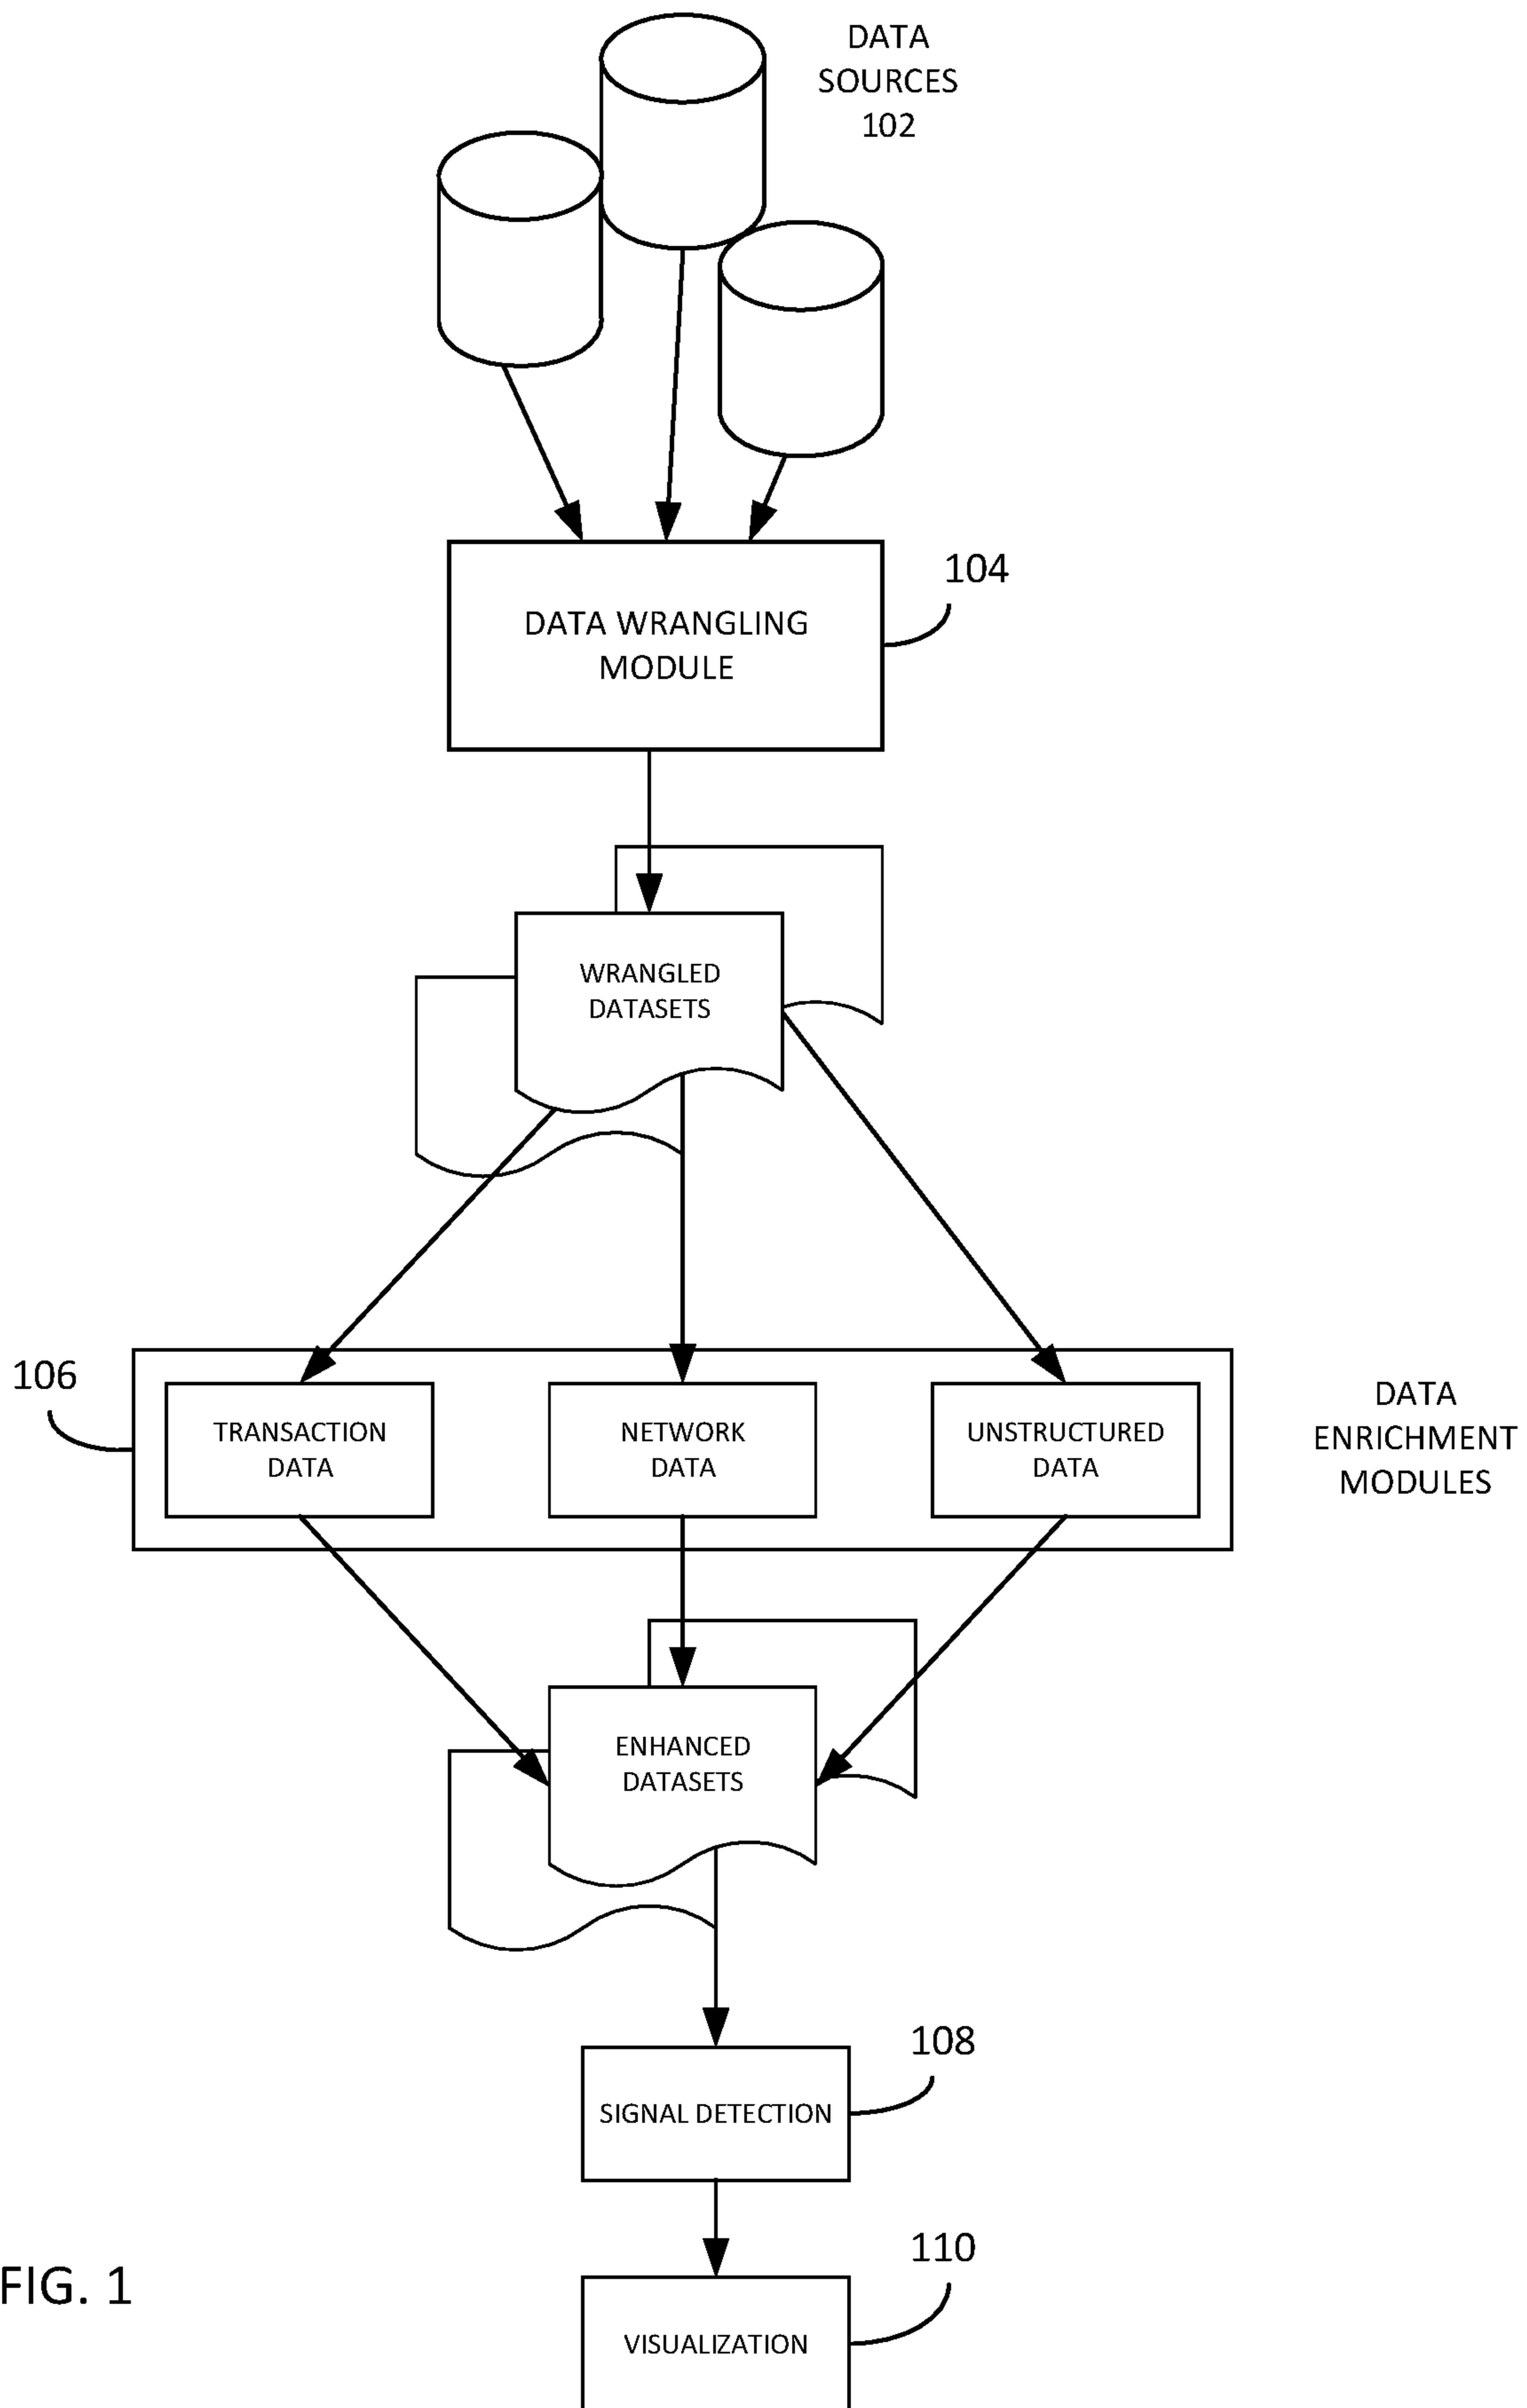 DATA
SOURCES
102
104
DATA WRANGLING
MODULE
WRANGLED
DATASETS
106
TRANSACTION
DATA
NETWORK
DATA
UNSTRUCTURED
DATA
DATA
ENRICHMENT
MODULES
ENHANCED
DATASETS
108
SIGNAL DETECTION
110
FIG. 1
VISUALIZATION